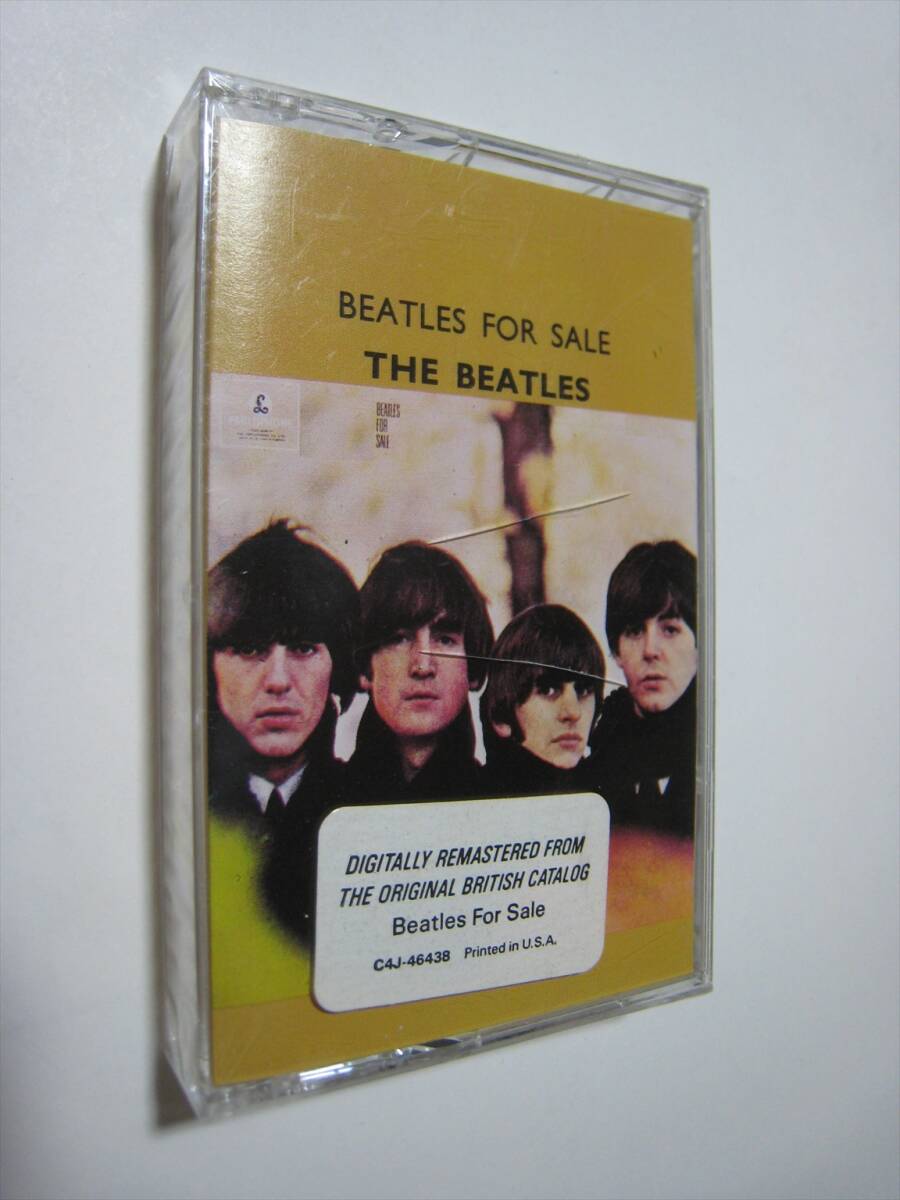 BEATLES FOR SALE
THE BEATLES
£
BEATLES
FOR
SALE
DIGITALLY REMASTERED FROM
THE ORIGINAL BRITISH CATALOG
Beatles For Sale
C4J-46438 Printed in U.S.A.